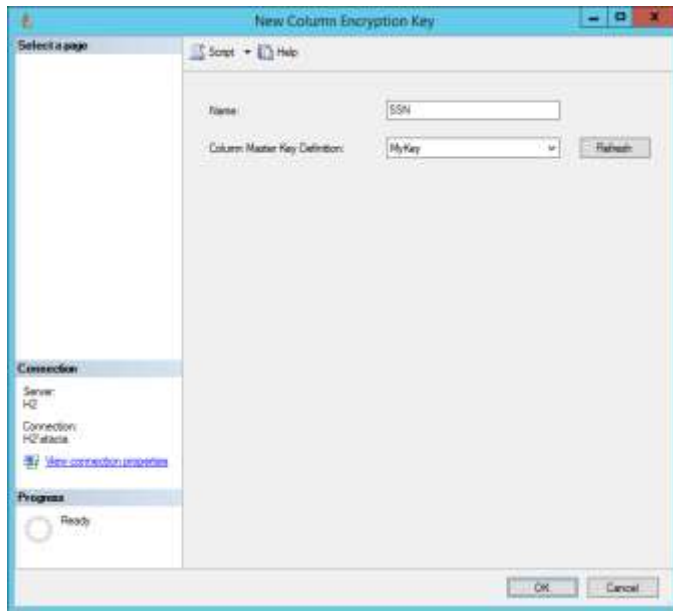 New Column Encryption Key
Select a page
Script Help
Name: SSN
Column Master Key Definition: MyKey Refresh
Connection
Server:
H2
Connection:
View connection properties
Progress
Ready
OK Cancel